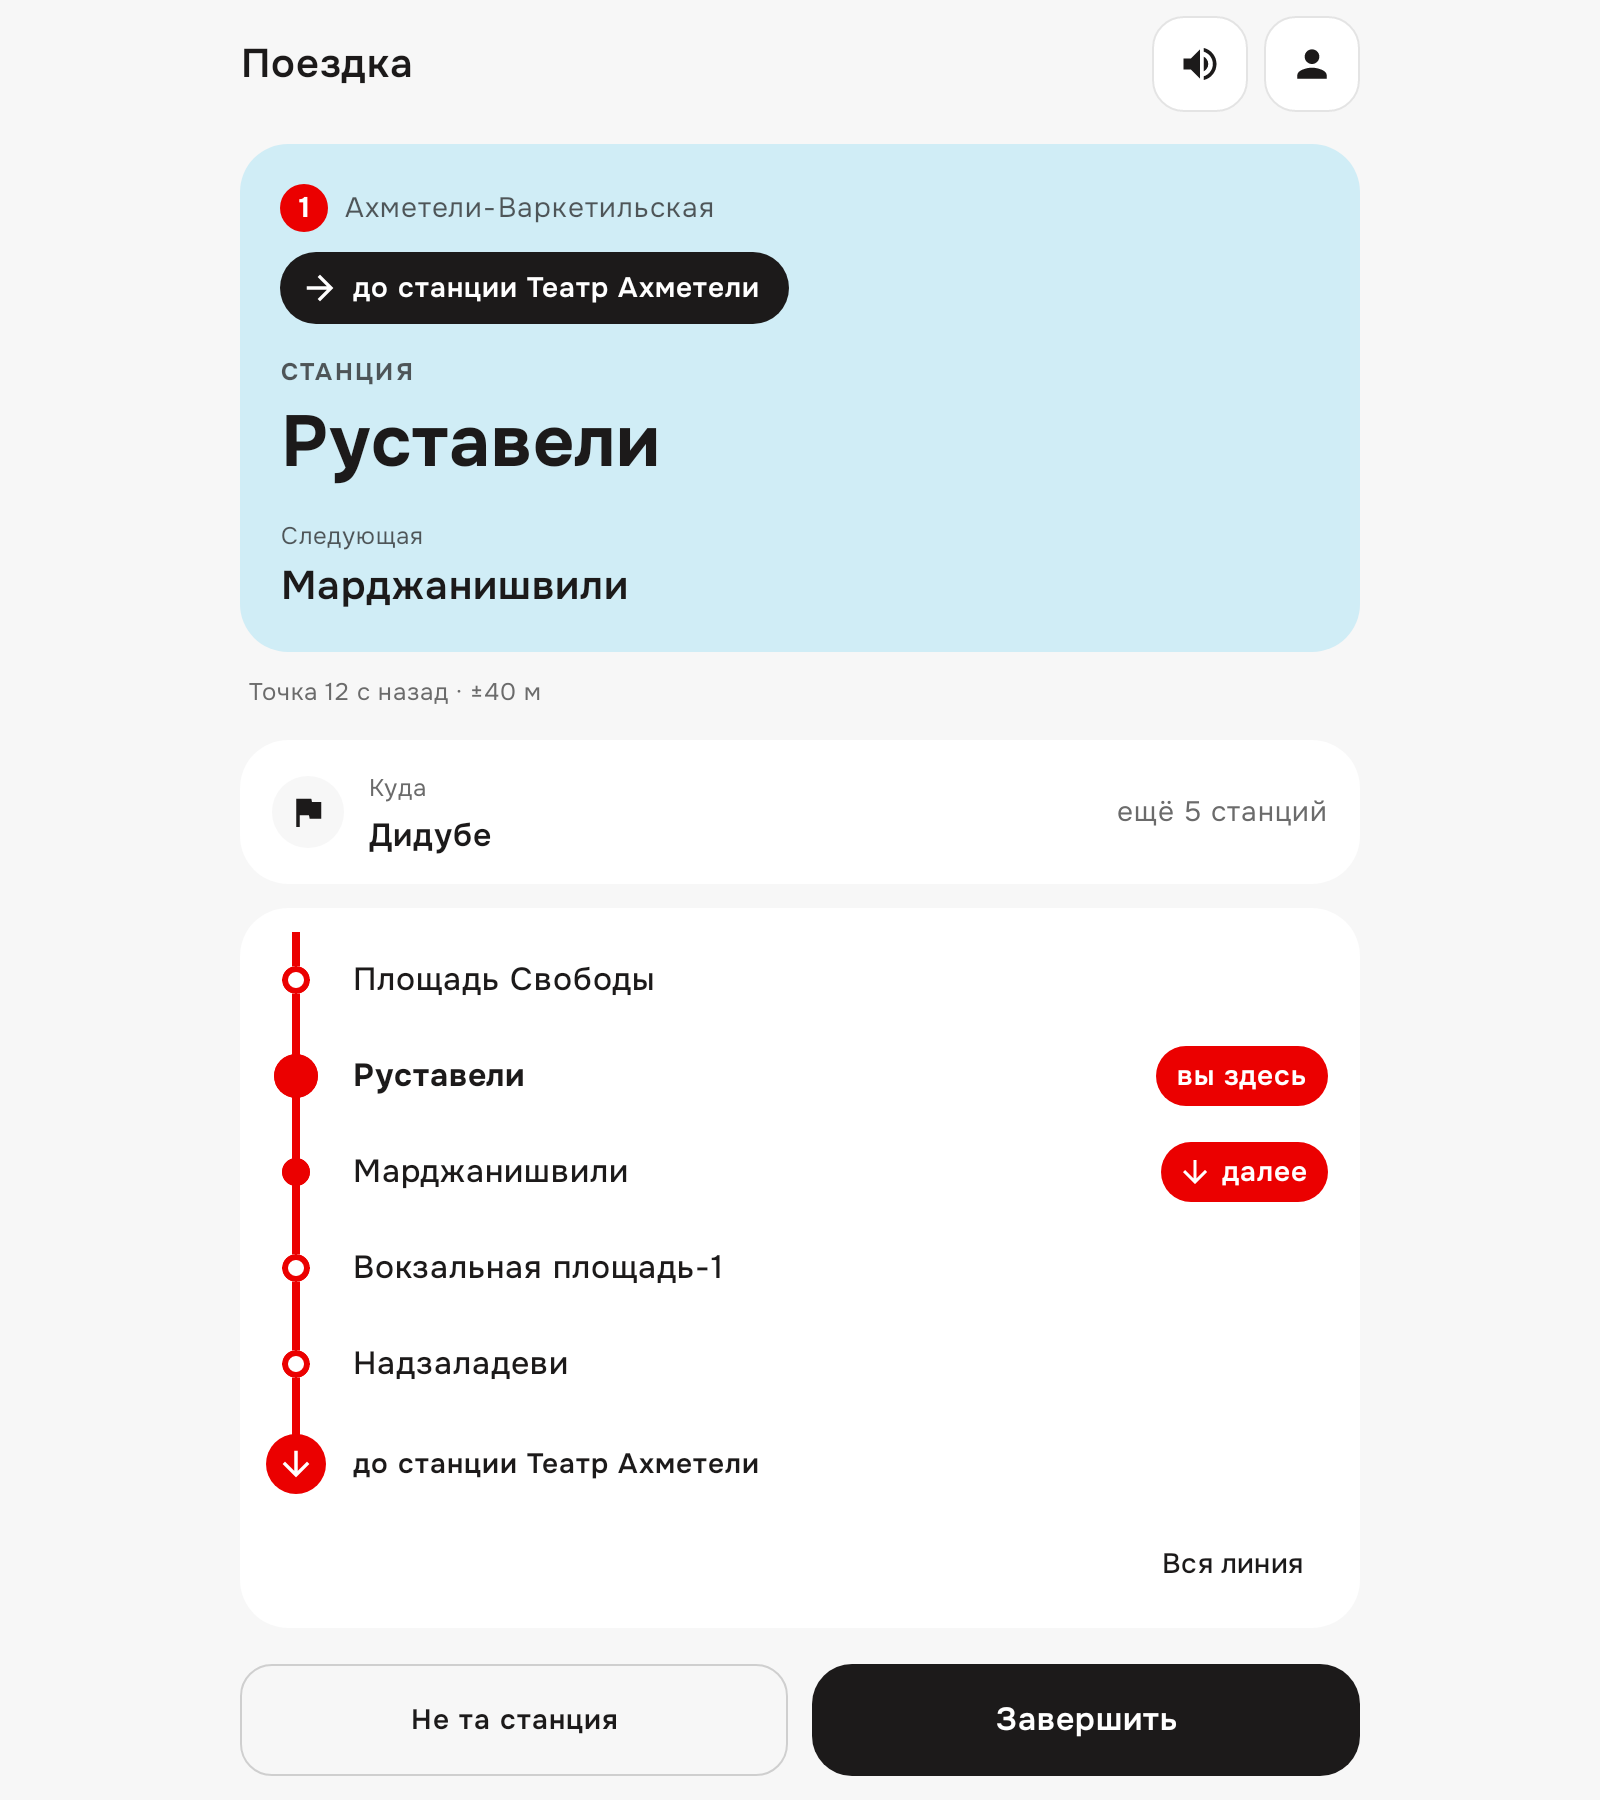 Поездка
1 Ахметели-Варкетильская
до станции Театр Ахметели
СТАНЦИЯ
Руставели
Следующая
Марджанишвили
Точка 12 с назад · ±40 м
Куда
Дидубе
ещё 5 станций
Площадь Свободы
Руставели
вы здесь
Марджанишвили
далее
Вокзальная площадь-1
Надзаладеви
до станции Театр Ахметели
Вся линия
Не та станция
Завершить